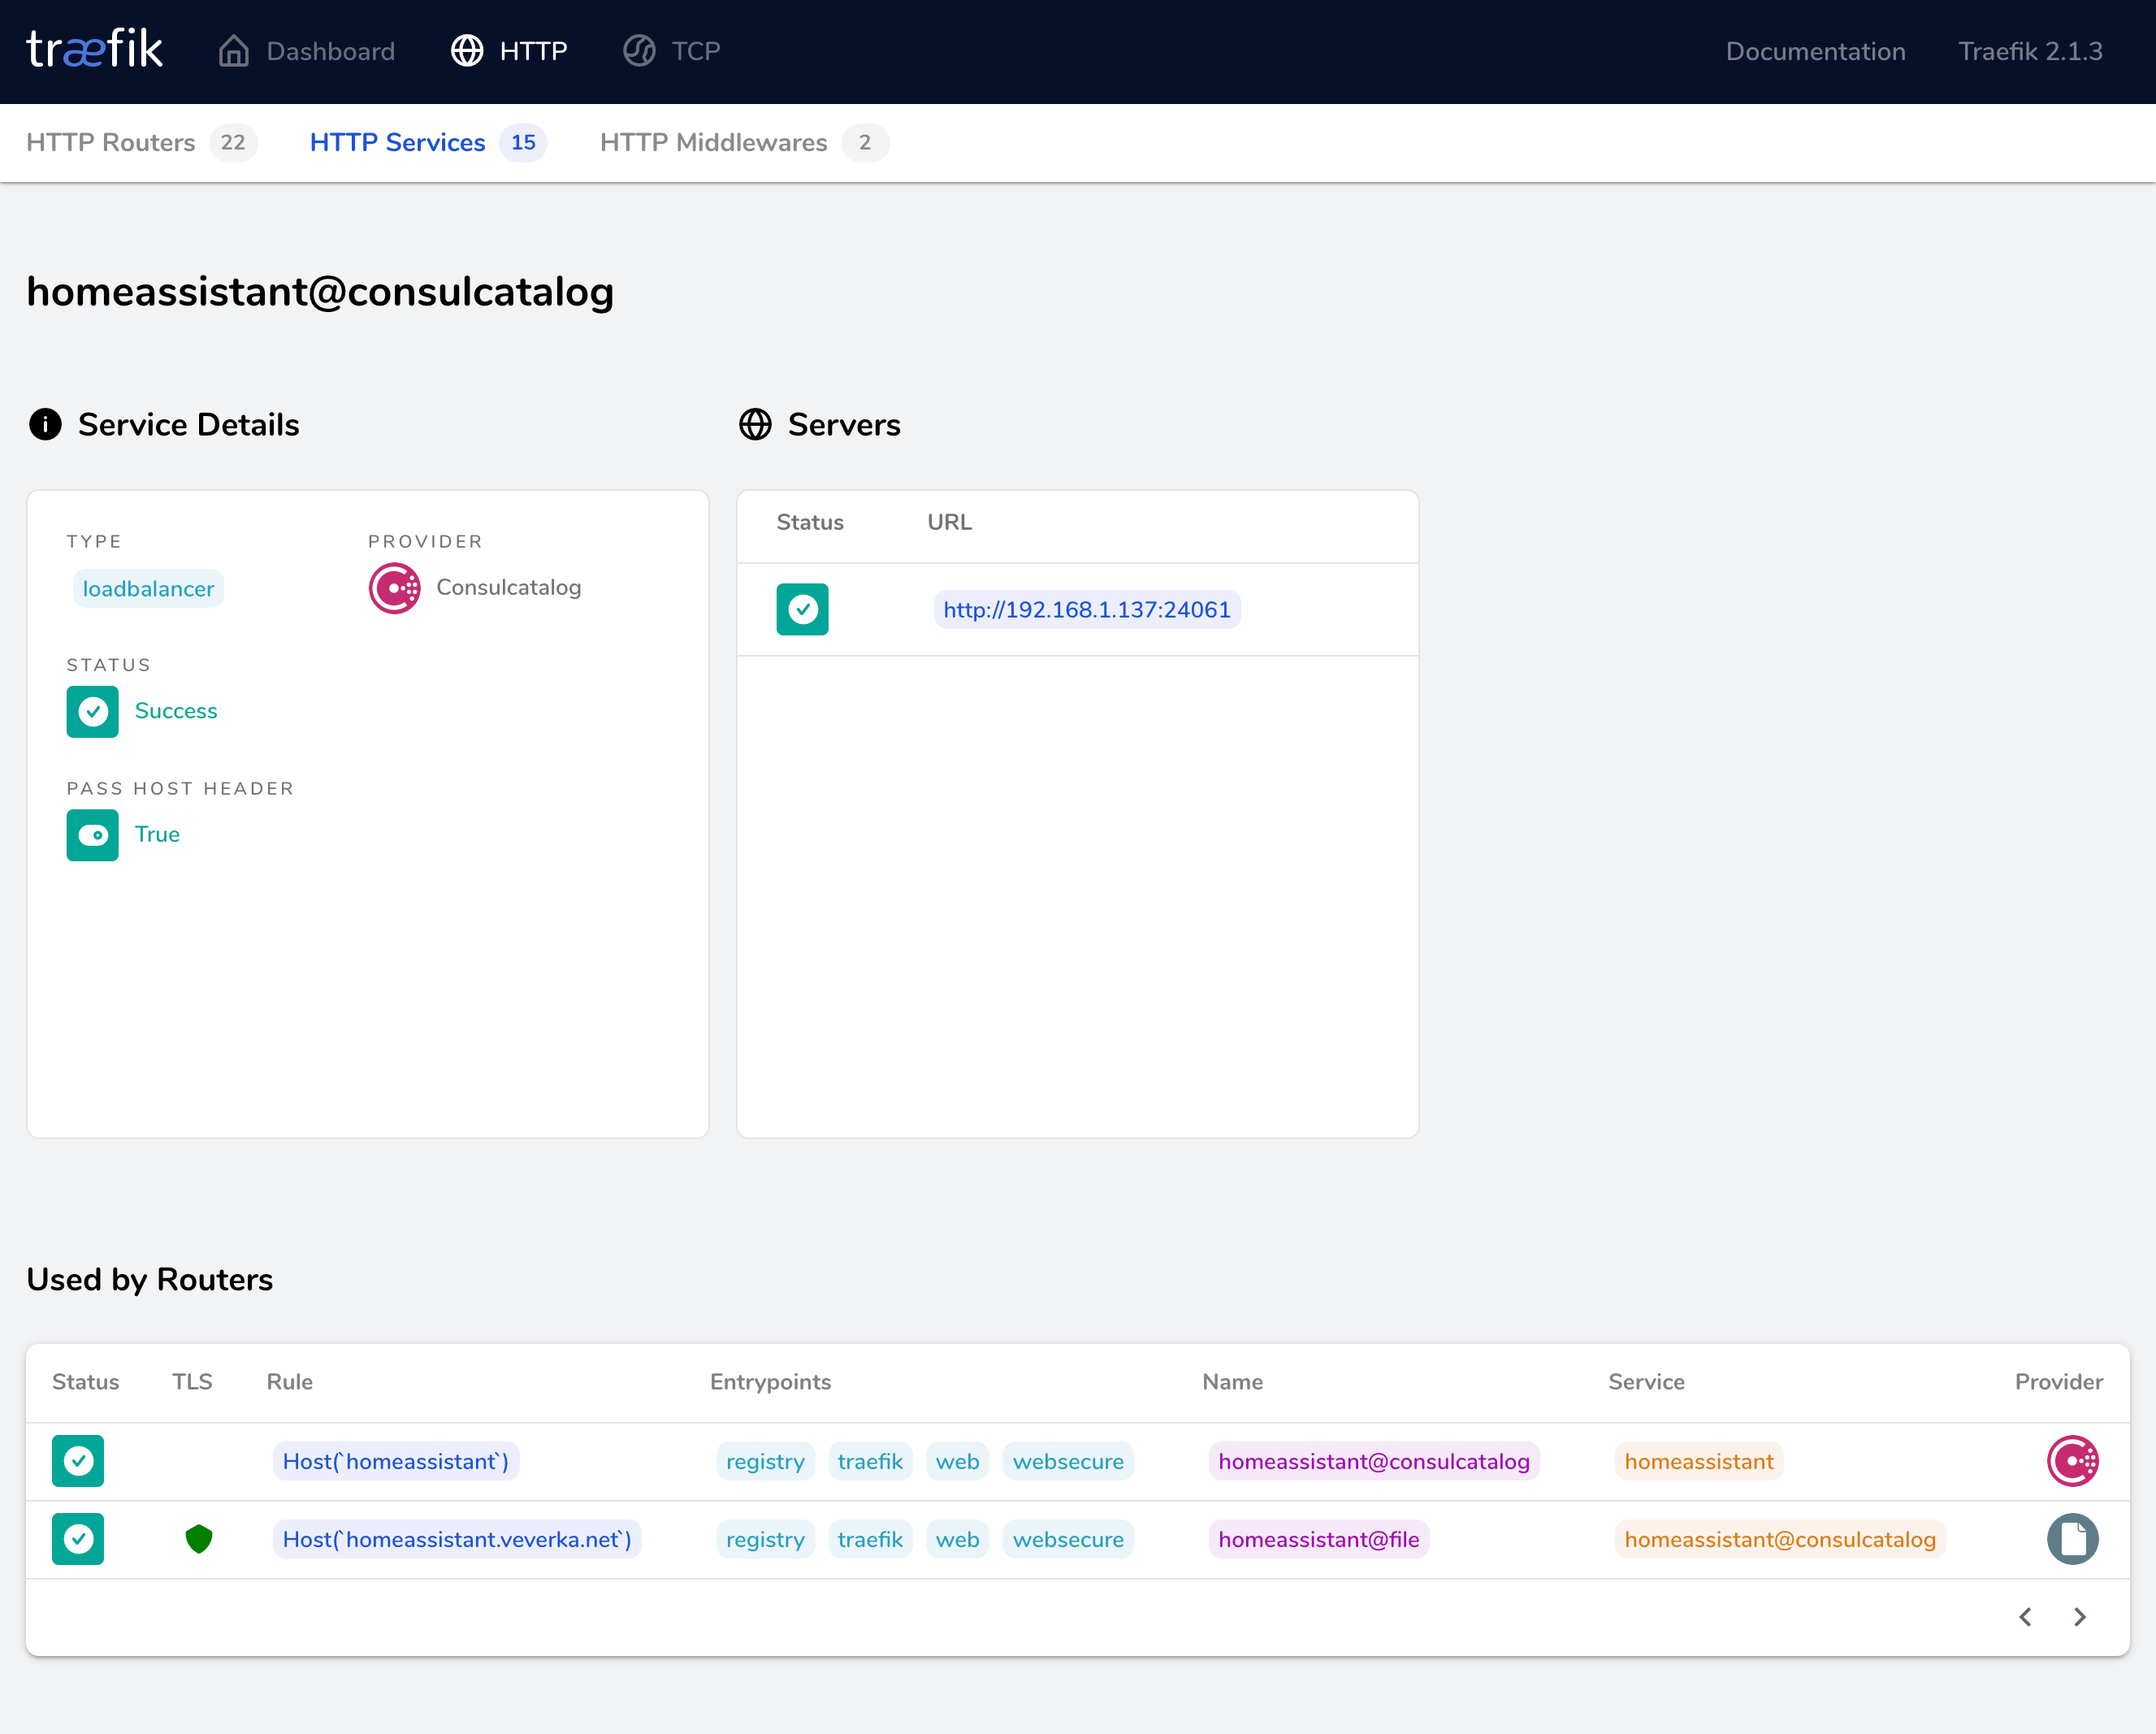 træfik Dashboard HTTP TCP Documentation Traefik 2.1.3
HTTP Routers 22 HTTP Services 15 HTTP Middlewares 2
homeassistant@consulcatalog
Service Details
TYPE PROVIDER
loadbalancer Consulcatalog
STATUS
Success
PASS HOST HEADER
True
Servers
Status URL
http://192.168.1.137:24061
Used by Routers
Status TLS Rule Entrypoints Name Service Provider
Host(`homeassistant`) registry traefik web websecure homeassistant@consulcatalog homeassistant
Host(`homeassistant.veverka.net`) registry traefik web websecure homeassistant@file homeassistant@consulcatalog